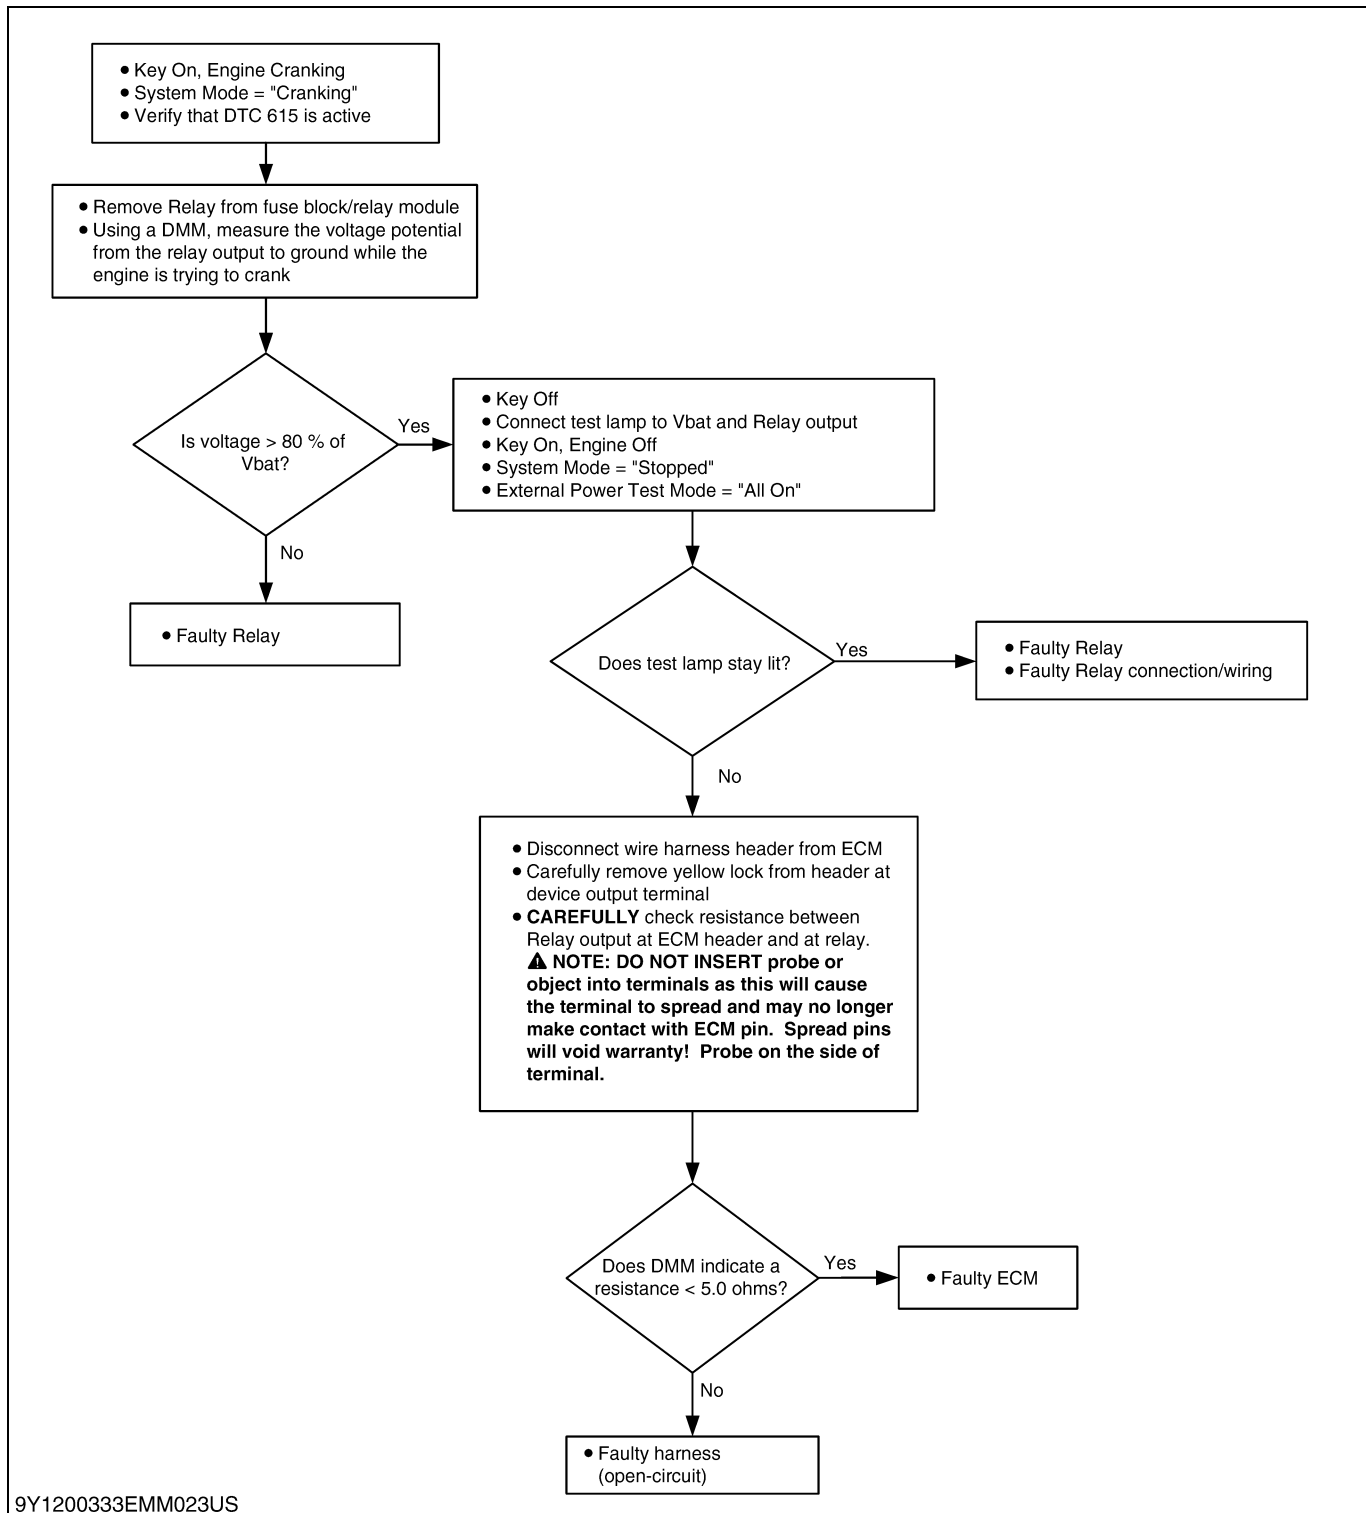 ● Key On, Engine Cranking
● System Mode = "Cranking"
● Verify that DTC 615 is active
● Remove Relay from fuse block/relay module
● Using a DMM, measure the voltage potential
from the relay output to ground while the
engine is trying to crank
Is voltage > 80 % of
Vbat?
Yes
● Key Off
● Connect test lamp to Vbat and Relay output
● Key On, Engine Off
● System Mode = "Stopped"
● External Power Test Mode = "All On"
No
● Faulty Relay
Does test lamp stay lit?
Yes
● Faulty Relay
● Faulty Relay connection/wiring
No
● Disconnect wire harness header from ECM
● Carefully remove yellow lock from header at
device output terminal
● CAREFULLY check resistance between
Relay output at ECM header and at relay.
⚠ NOTE: DO NOT INSERT probe or
object into terminals as this will cause
the terminal to spread and may no longer
make contact with ECM pin.  Spread pins
will void warranty!  Probe on the side of
terminal.
Does DMM indicate a
resistance < 5.0 ohms?
Yes
● Faulty ECM
No
● Faulty harness
(open-circuit)
9Y1200333EMM023US